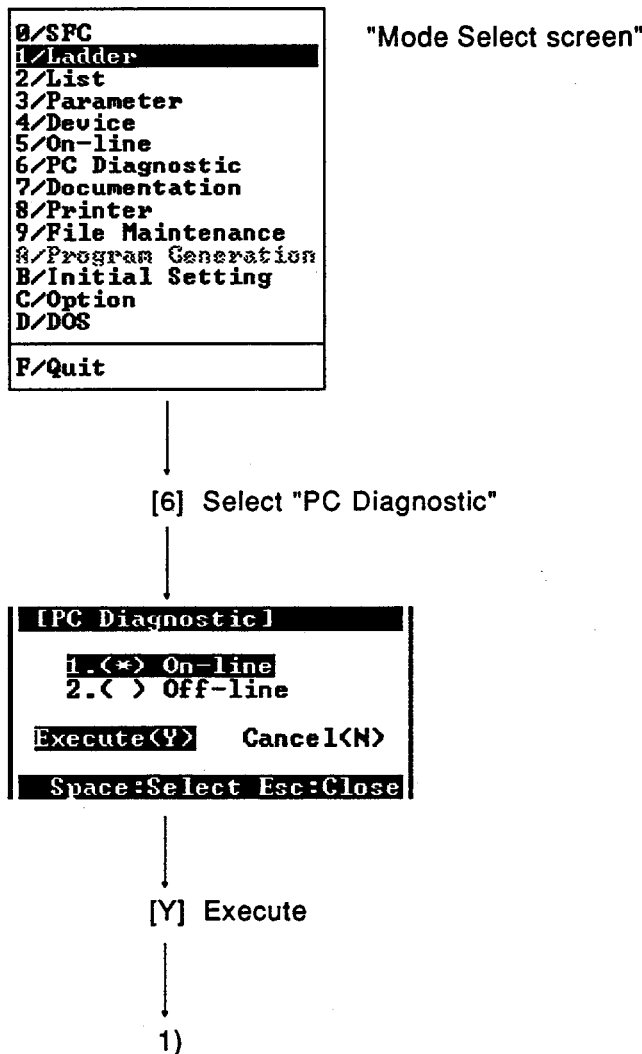 0/SFC
"Mode Select screen"
1/Ladder
2/List
3/Parameter
4/Device
5/On-line
6/PC Diagnostic
7/Documentation
8/Printer
9/File Maintenance
A/Program Generation
B/Initial Setting
C/Option
D/DOS
F/Quit
[6] Select "PC Diagnostic"
[PC Diagnostic]
1.(*) On-line
2.( ) Off-line
Execute(Y) Cancel(N)
Space:Select Esc:Close
[Y] Execute
1)